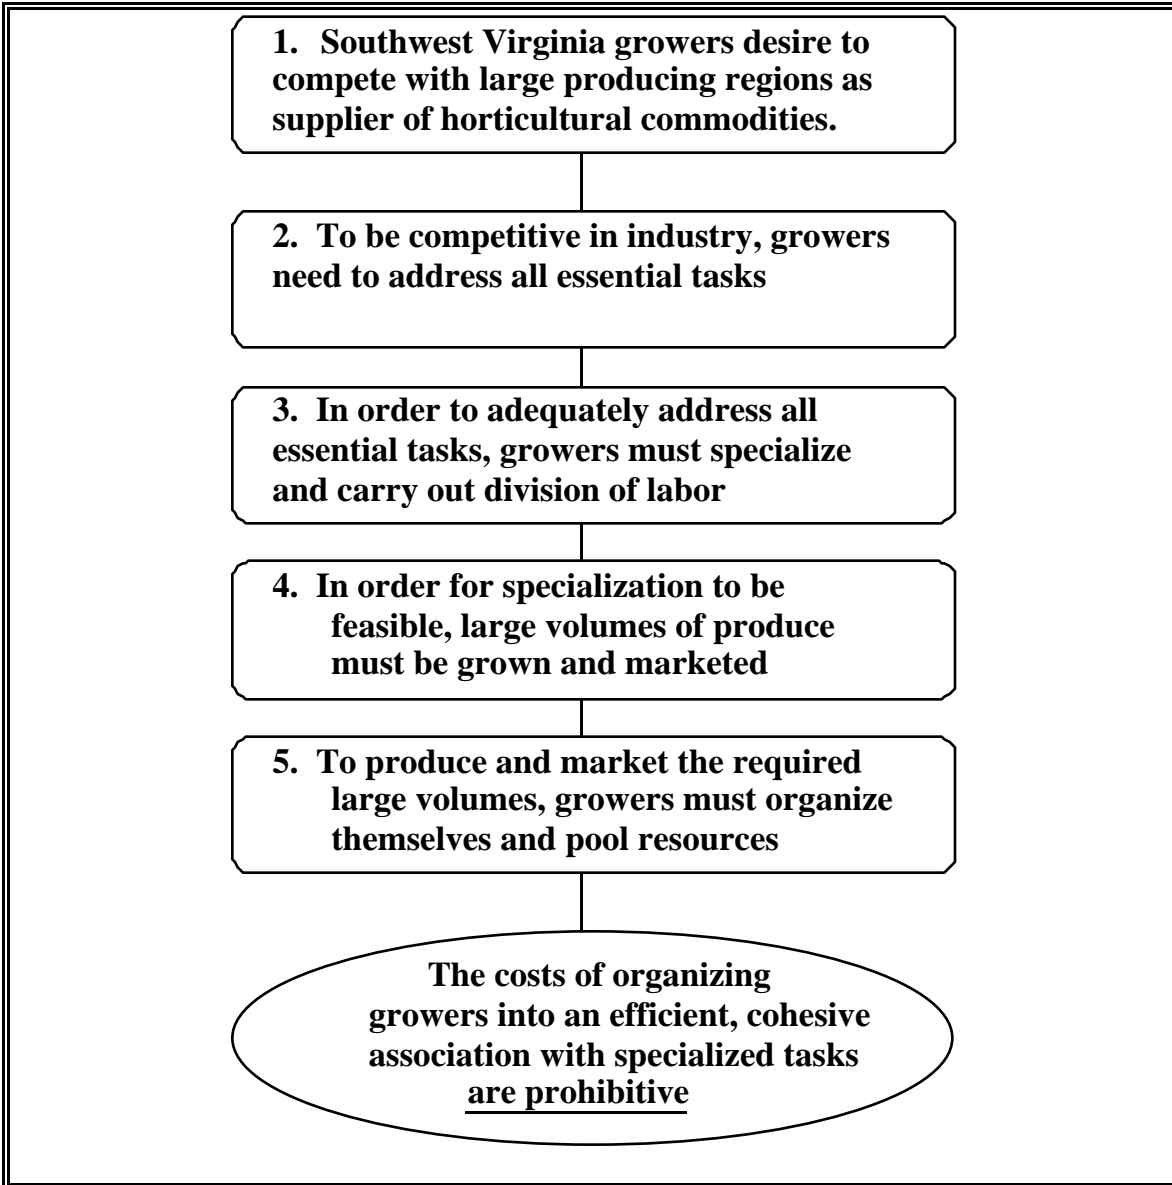 1. Southwest Virginia growers desire to
compete with large producing regions as
supplier of horticultural commodities.
2. To be competitive in industry, growers
need to address all essential tasks
3. In order to adequately address all
essential tasks, growers must specialize
and carry out division of labor
4. In order for specialization to be
feasible, large volumes of produce
must be grown and marketed
5. To produce and market the required
large volumes, growers must organize
themselves and pool resources
The costs of organizing
growers into an efficient, cohesive
association with specialized tasks
are prohibitive